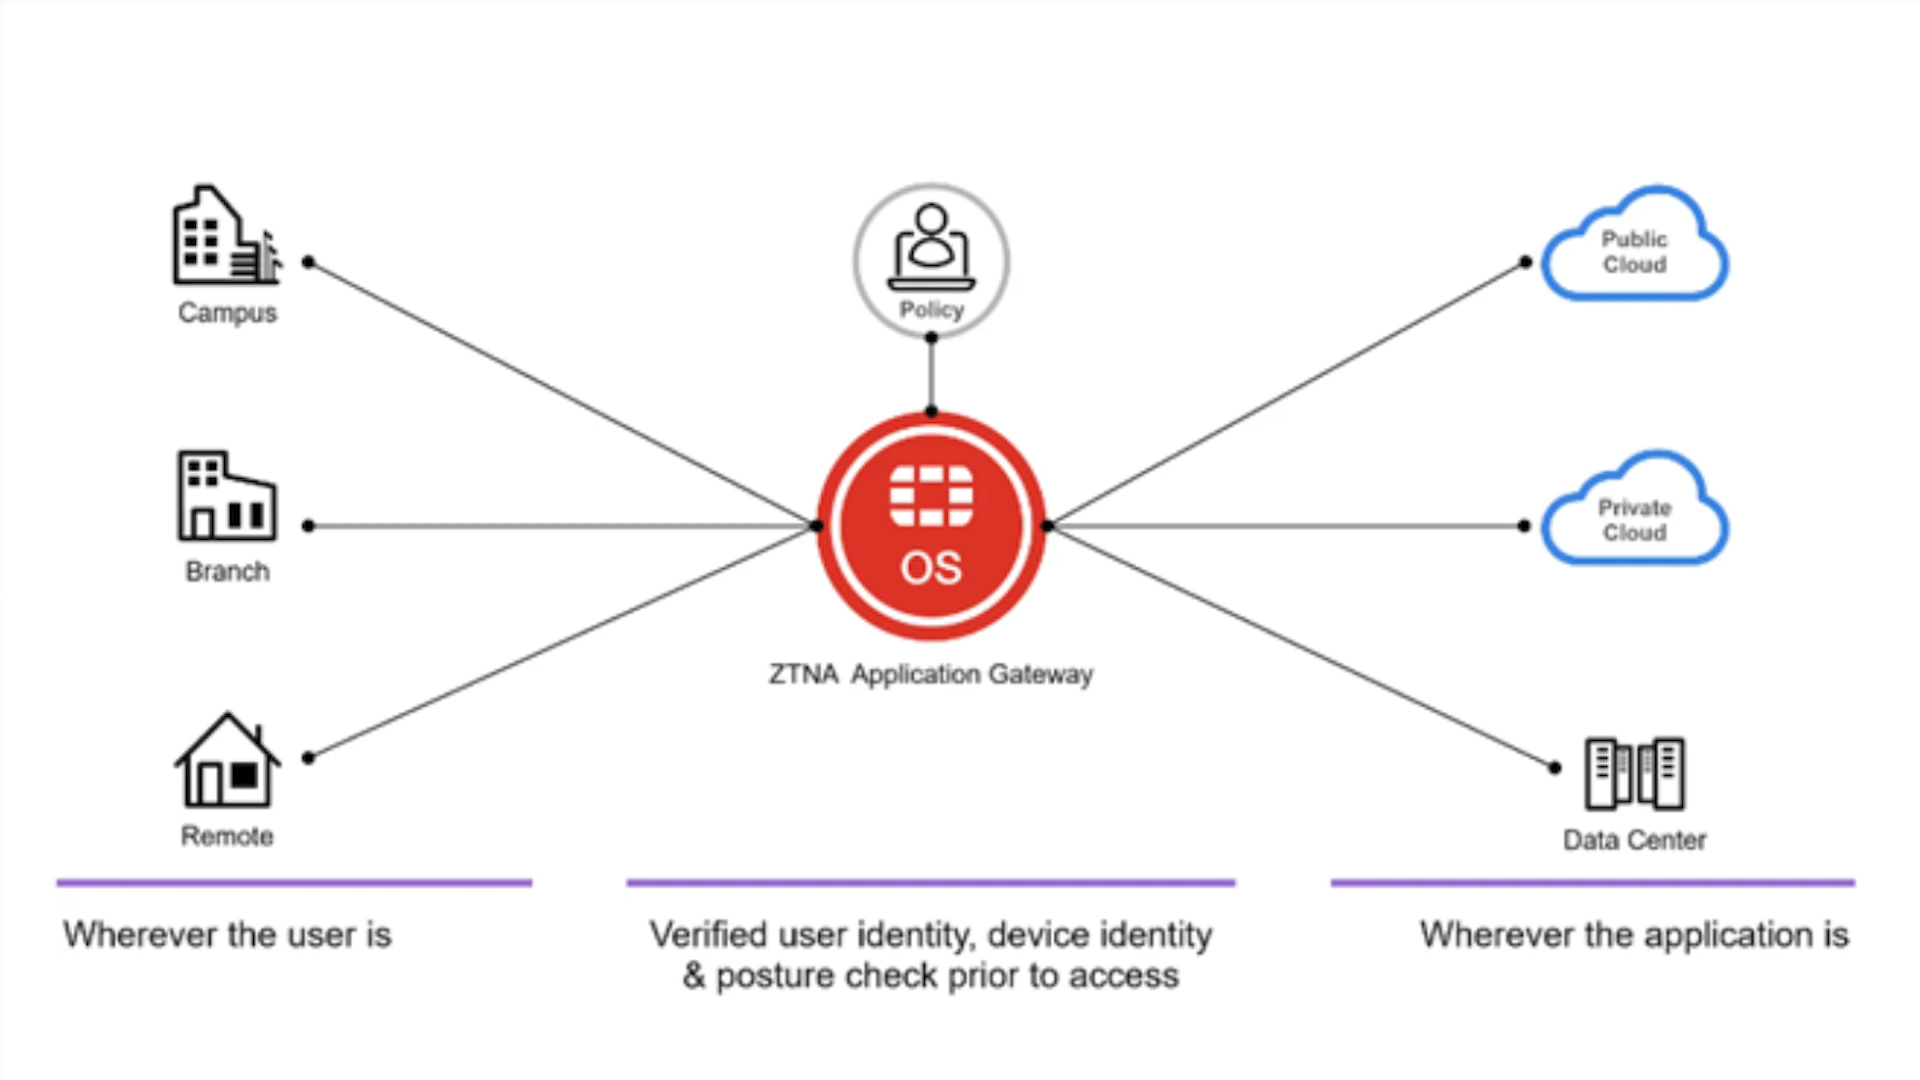 Campus
Policy
Public
Cloud
Branch
OS
Private
Cloud
ZTNA Application Gateway
Remote
Data Center
Wherever the user is
Verified user identity, device identity
& posture check prior to access
Wherever the application is